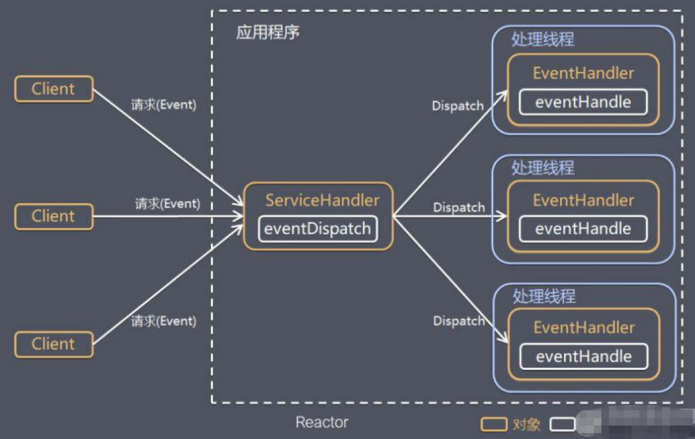 应用程序
Client
请求(Event)
Client
请求(Event)
Client
请求(Event)
ServiceHandler
eventDispatch
Dispatch
Dispatch
Dispatch
处理线程
EventHandler
eventHandle
处理线程
EventHandler
eventHandle
处理线程
EventHandler
eventHandle
Reactor
对象